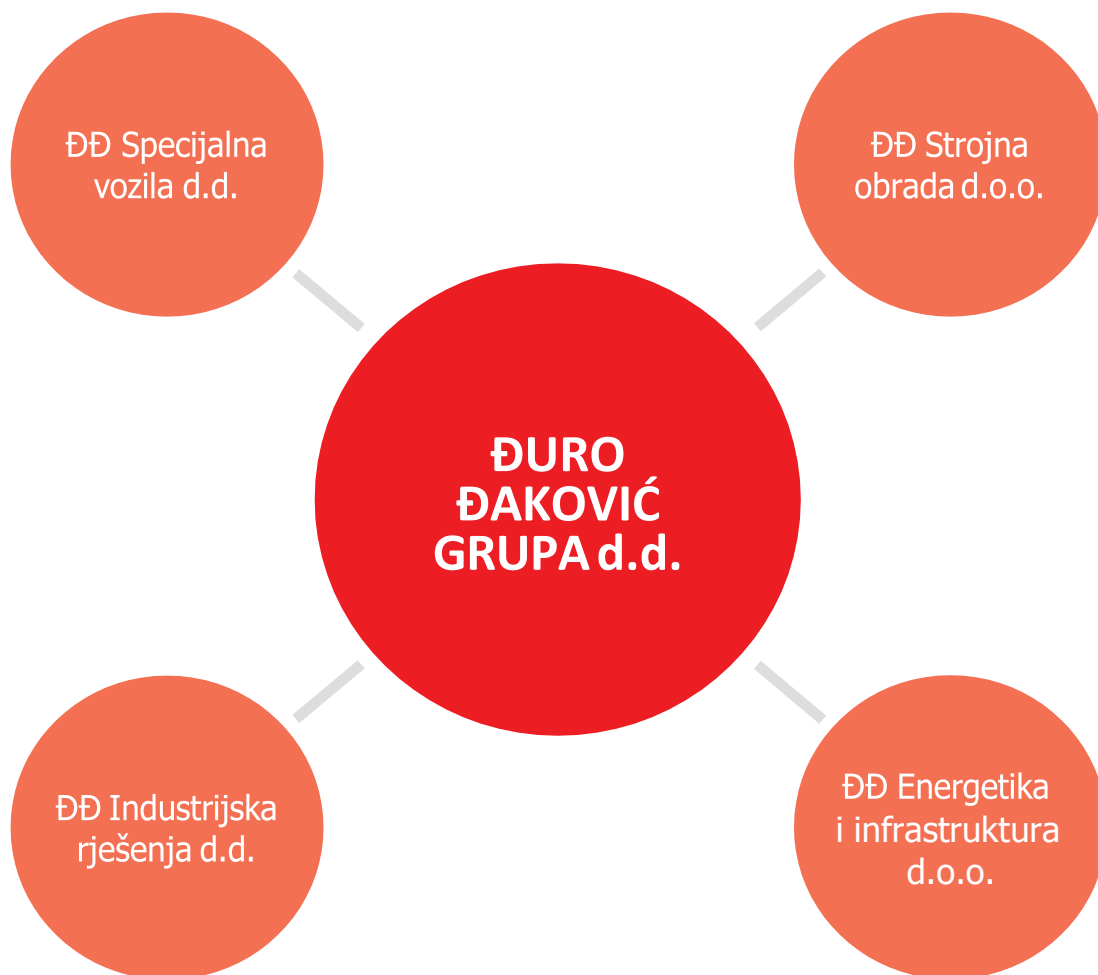 ĐĐ Specijalna
vozila d.d.
ĐĐ Strojna
obrada d.o.o.
ĐURO
ĐAKOVIĆ
GRUPA d.d.
ĐĐ Industrijska
rješenja d.d.
ĐĐ Energetika
i infrastruktura
d.o.o.